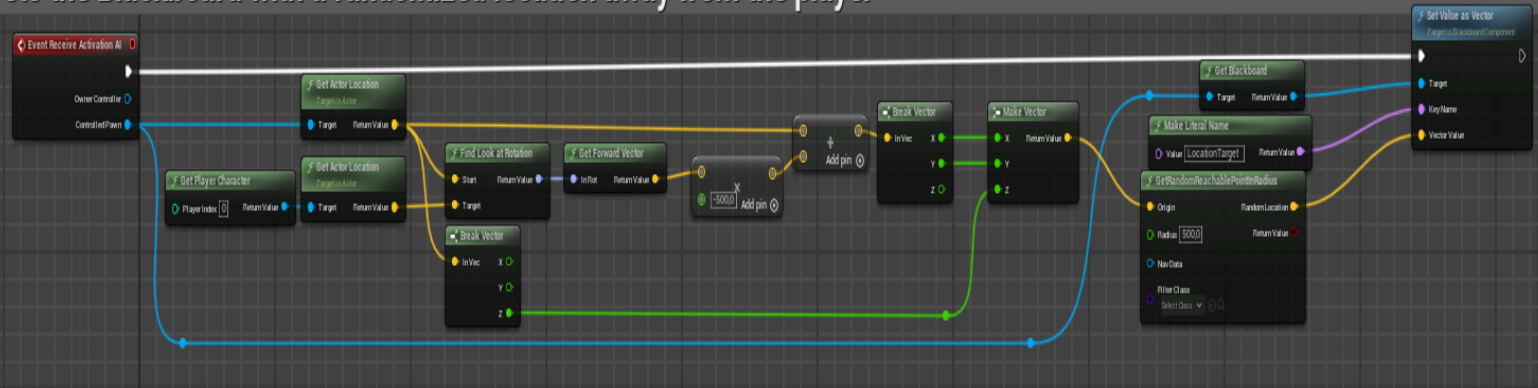 Set Value as Vector
Target is Blackboard Component
Target
Key Name
Vector Value
Event Receive Activation AI
Owner Controller
Controlled Pawn
Get Actor Location
Target is Actor
Target Return Value
Get Actor Location
Target is Actor
Target Return Value
Get Player Character
Player Index 0 Return Value
Find Look at Rotation
Start Return Value
Target
Get Forward Vector
In Rot Return Value
Break Vector
In Vec X
Y
Z
X
-500,0 Add pin
+
Add pin
Break Vector
In Vec X
Y
Z
Make Vector
X Return Value
Y
Z
Get Blackboard
Target Return Value
Make Literal Name
Value LocationTarget Return Value
GetRandomReachablePointInRadius
Origin Random Location
Radius 500,0 Return Value
Nav Data
Filter Class
Select Class